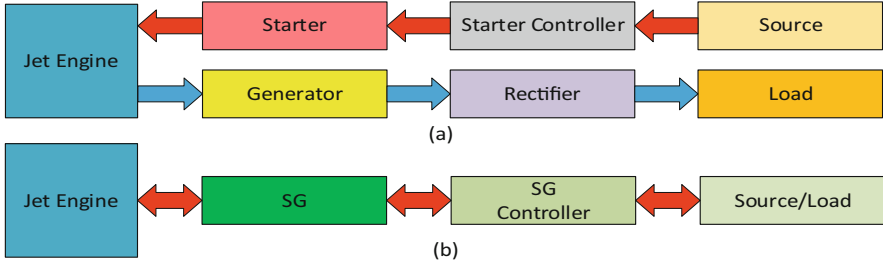 Jet Engine
Starter
Starter Controller
Source
Generator
Rectifier
Load
(a)
Jet Engine
SG
SG
Controller
Source/Load
(b)